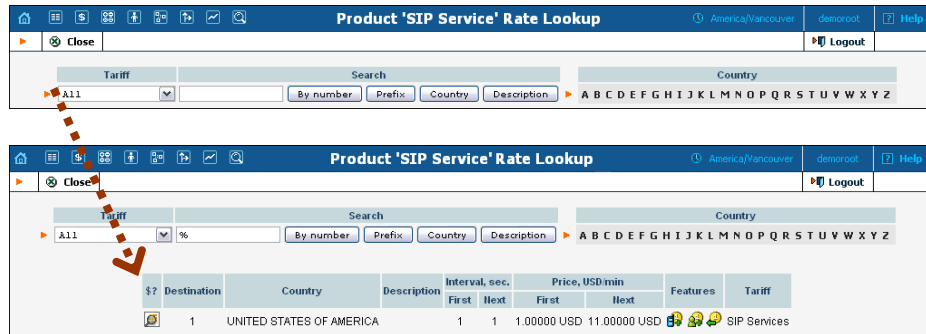 Product 'SIP Service' Rate Lookup America/Vancouver demoroot ? Help
Close Logout
Tariff Search Country
All By number Prefix Country Description A B C D E F G H I J K L M N O P Q R S T U V W X Y Z
Product 'SIP Service' Rate Lookup America/Vancouver demoroot ? Help
Close Logout
Tariff Search Country
All % By number Prefix Country Description A B C D E F G H I J K L M N O P Q R S T U V W X Y Z
$? Destination Country Description Interval, sec. Price, USD/min Features Tariff
First Next First Next
1 UNITED STATES OF AMERICA 1 1 1.00000 USD 11.00000 USD SIP Services